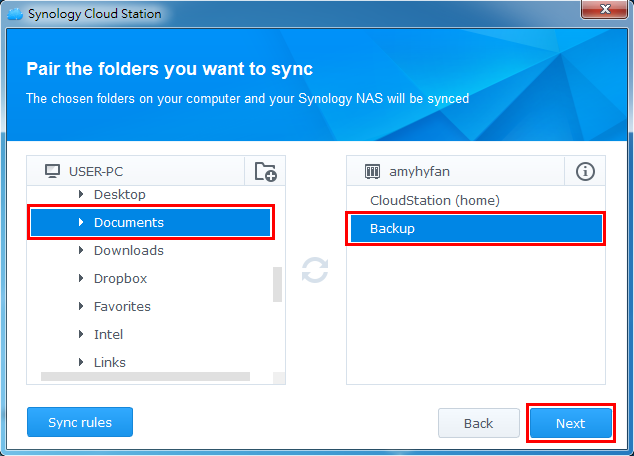 Synology Cloud Station
Pair the folders you want to sync
The chosen folders on your computer and your Synology NAS will be synced
USER-PC
Desktop
Documents
Downloads
Dropbox
Favorites
Intel
Links
amyhyfan
CloudStation (home)
Backup
Sync rules
Back
Next